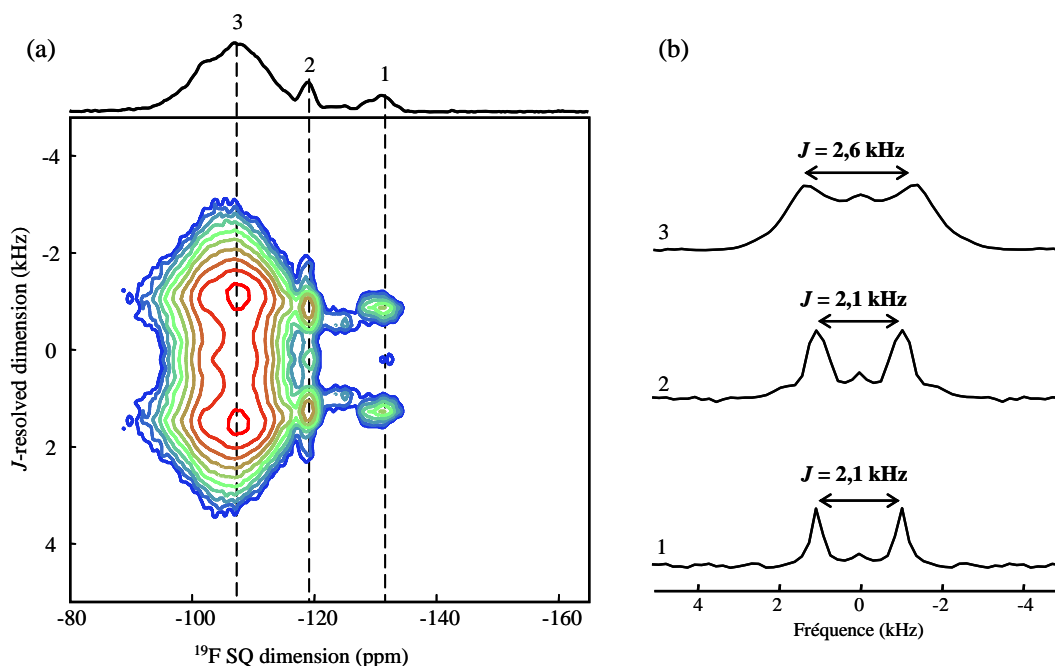 (a)
3
2
1
-4
-2
0
2
4
J-resolved dimension (kHz)
-80
-100
-120
-140
-160
¹⁹F SQ dimension (ppm)
(b)
J = 2,6 kHz
3
J = 2,1 kHz
2
J = 2,1 kHz
1
4
2
0
-2
-4
Fréquence (kHz)